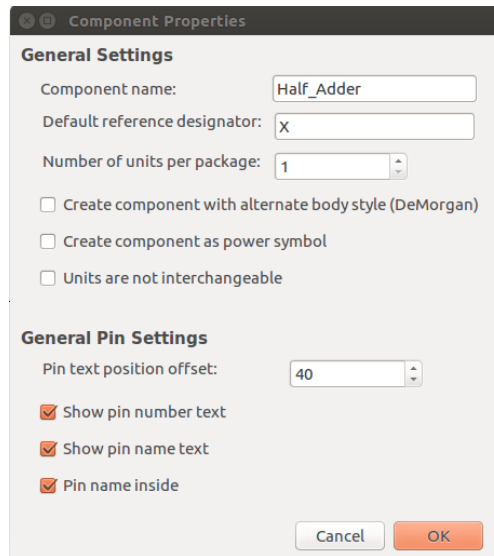 Component Properties
General Settings
Component name: Half_Adder
Default reference designator: X
Number of units per package: 1
Create component with alternate body style (DeMorgan)
Create component as power symbol
Units are not interchangeable
General Pin Settings
Pin text position offset: 40
Show pin number text
Show pin name text
Pin name inside
Cancel OK